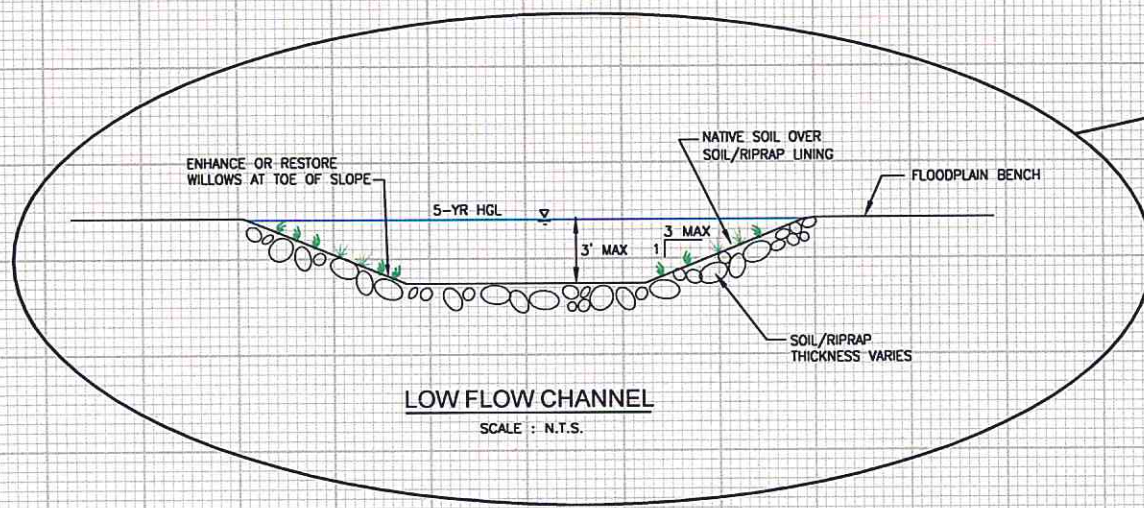 NATIVE SOIL OVER
SOIL/RIPRAP LINING
ENHANCE OR RESTORE
WILLOWS AT TOE OF SLOPE
FLOODPLAIN BENCH
5-YR HGL
3' MAX
3 MAX
1
SOIL/RIPRAP
THICKNESS VARIES
LOW FLOW CHANNEL
SCALE : N.T.S.